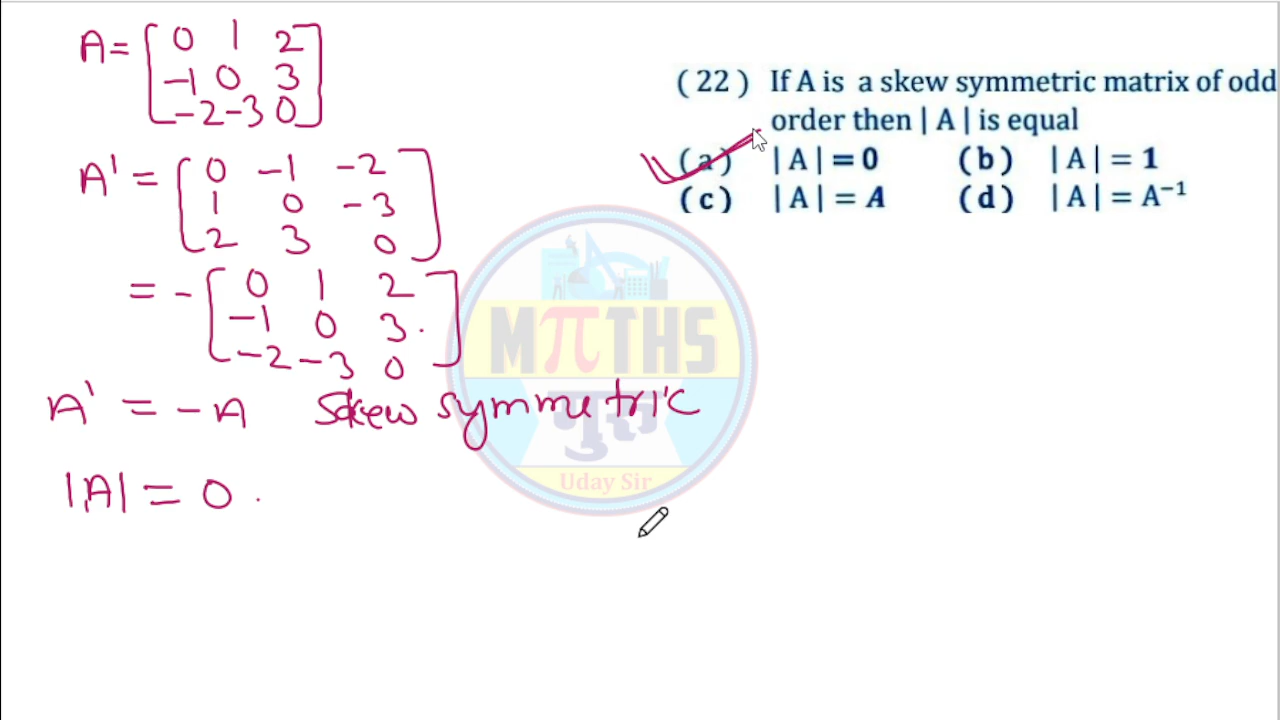 A = [ 0 1 2
-1 0 3
-2 -3 0 ]
A' = [ 0 -1 -2
1 0 -3
2 3 0 ]
= - [ 0 1 2
-1 0 3.
-2 -3 0 ]
A' = -A skew symmetric
|A| = 0.
( 22 ) If A is a skew symmetric matrix of odd
order then | A | is equal
( a ) | A | = 0 ( b ) | A | = 1
( c ) | A | = A ( d ) | A | = A⁻¹
MπTHS
गुरु
Uday Sir